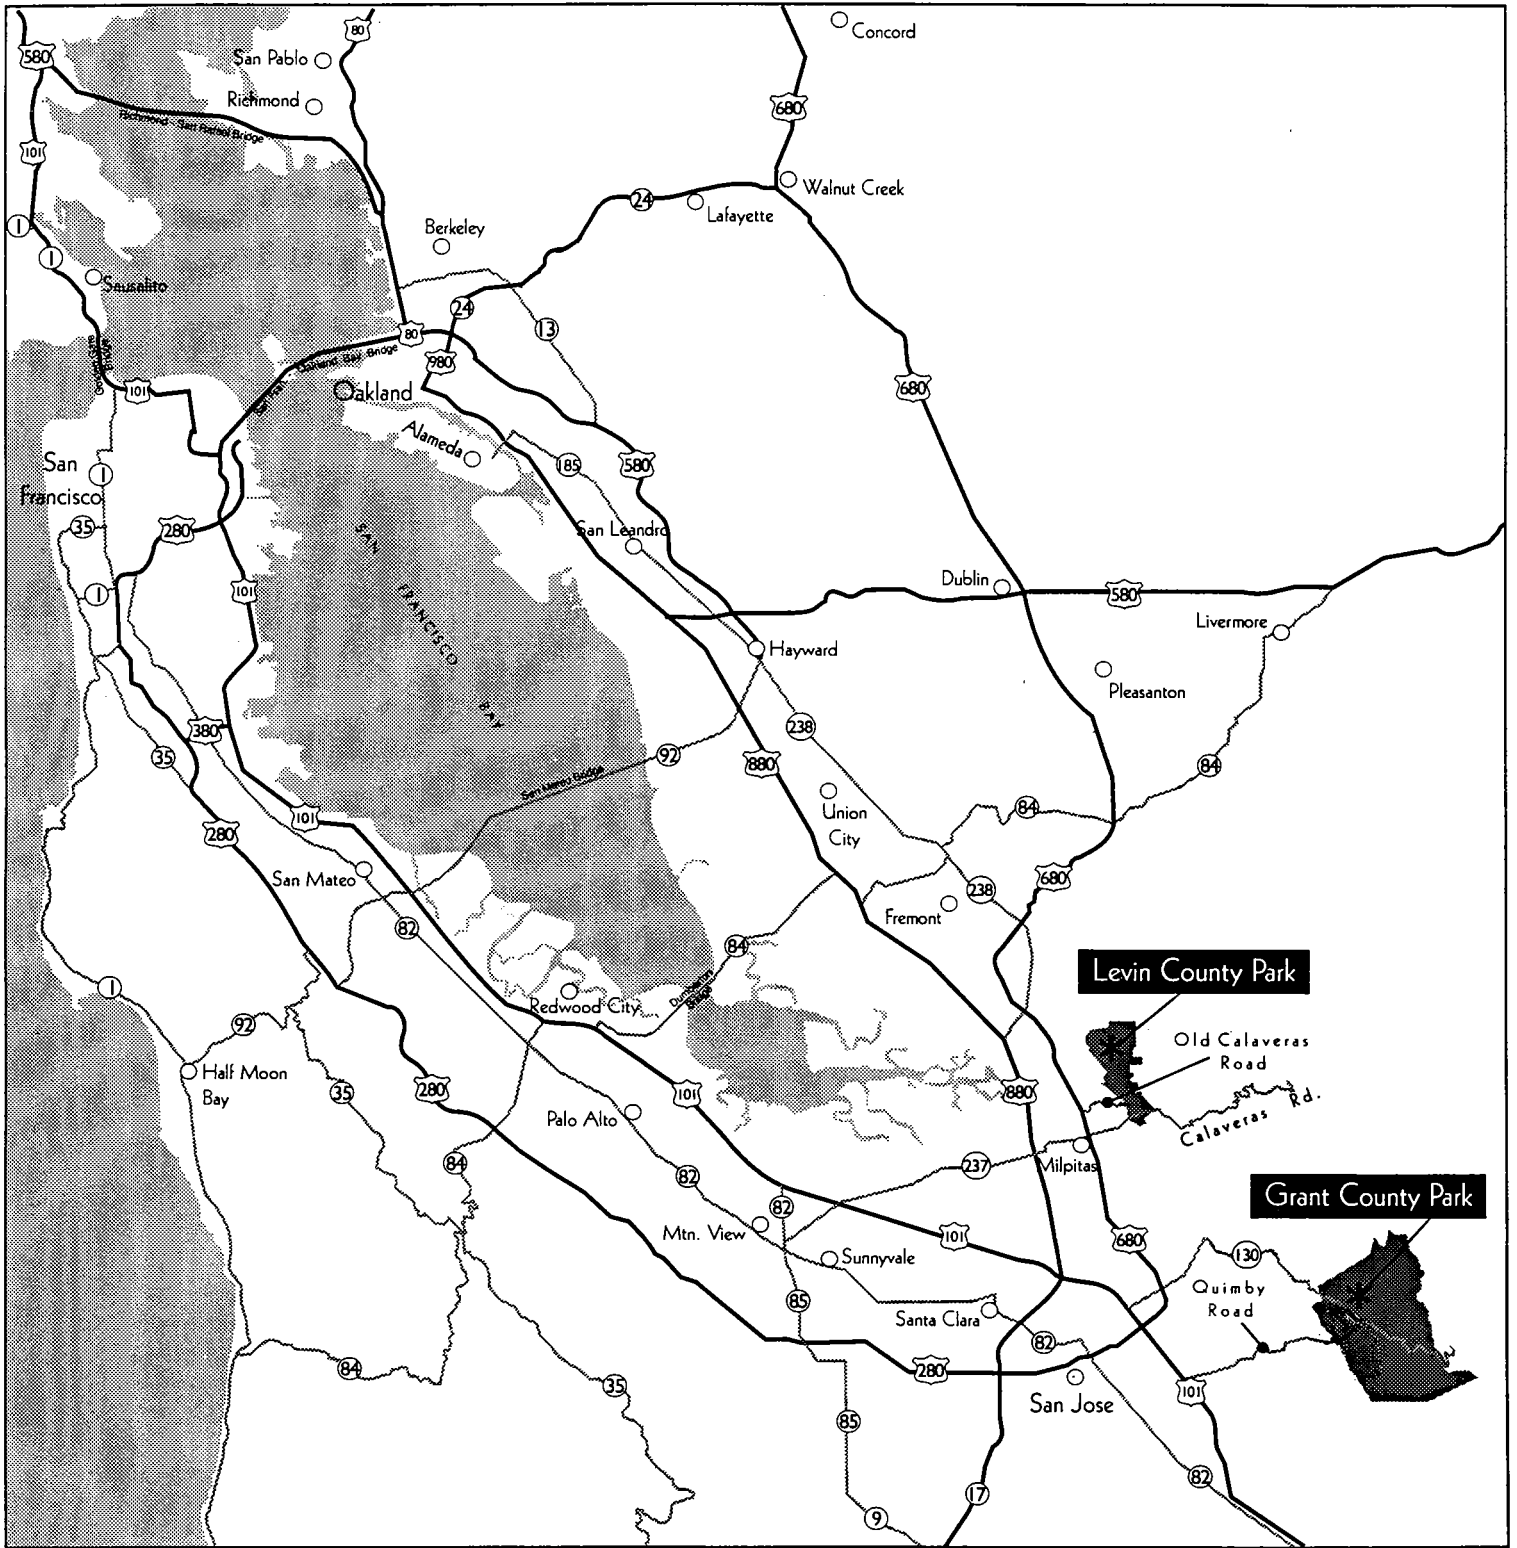 80
580
San Pablo
Concord
Richmond
680
Richmond - San Rafael Bridge
101
Walnut Creek
24
Lafayette
1
Berkeley
1
Sausalito
24
13
80
Golden Gate
Bridge
Oakland Bay Bridge
980
101
Oakland
680
Alameda
San
Francisco
1
185
580
35
280
San Leandro
SAN
FRANCISCO
BAY
Dublin
580
1
101
Livermore
Hayward
Pleasanton
380
238
35
92
880
84
San Mateo Bridge
101
280
Union
City
84
San Mateo
680
238
82
Fremont
84
Levin County Park
1
Dumbarton
Bridge
Redwood City
92
Old Calaveras
Road
Half Moon
Bay
35
280
101
880
Calaveras Rd.
Palo Alto
84
82
237
Milpitas
Grant County Park
82
Mtn. View
101
680
130
Sunnyvale
Quimby
Road
85
Santa Clara
82
84
280
35
San Jose
101
85
82
17
9